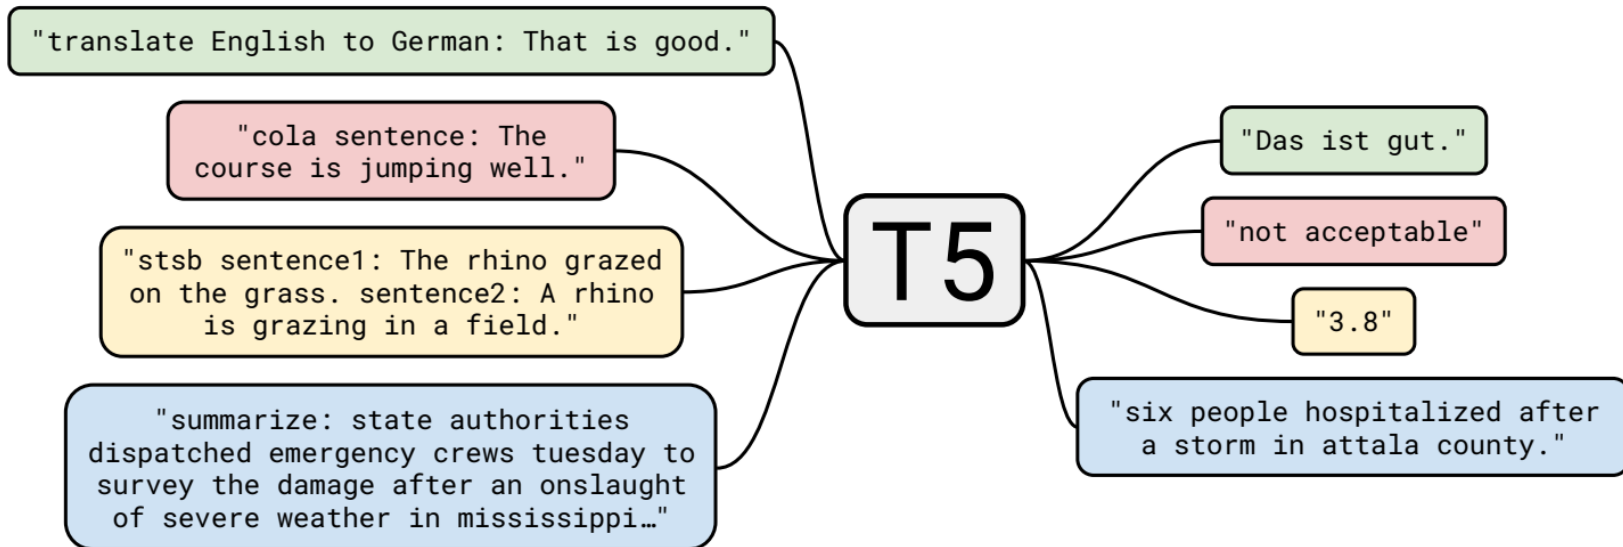 "translate English to German: That is good."
"cola sentence: The
course is jumping well."
"stsb sentence1: The rhino grazed
on the grass. sentence2: A rhino
is grazing in a field."
"summarize: state authorities
dispatched emergency crews tuesday to
survey the damage after an onslaught
of severe weather in mississippi…"
T5
"Das ist gut."
"not acceptable"
"3.8"
"six people hospitalized after
a storm in attala county."